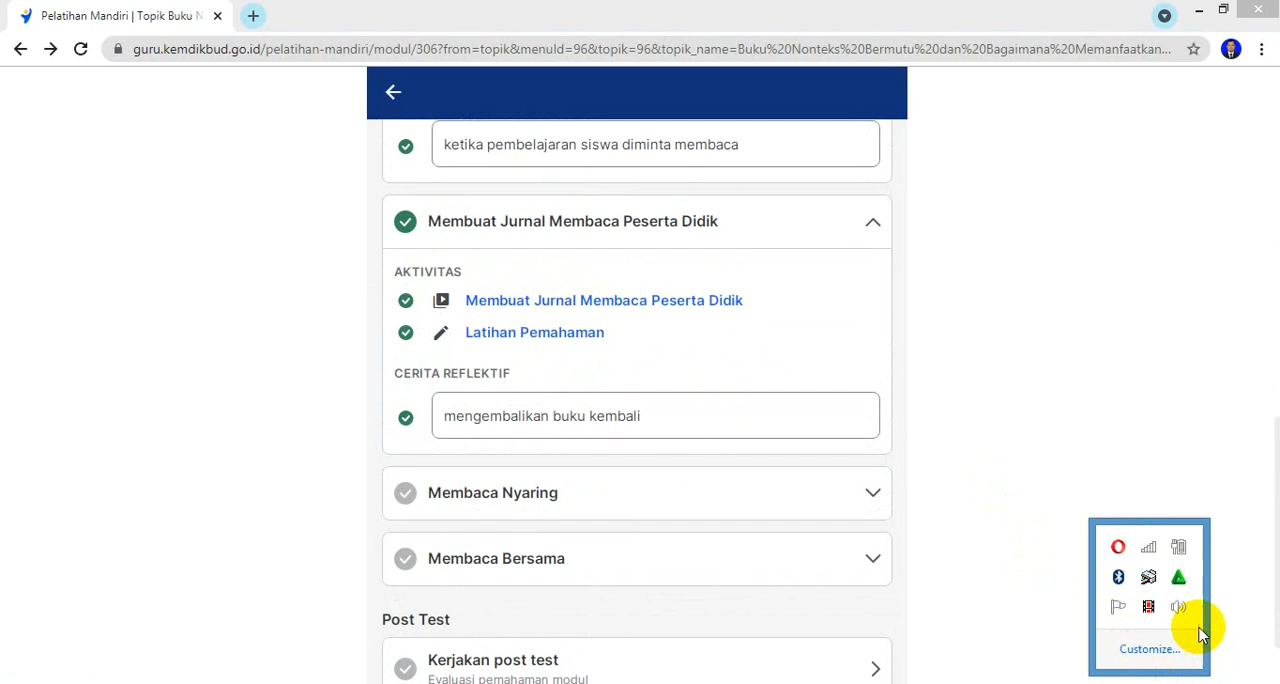 Pelatihan Mandiri | Topik Buku N
guru.kemdikbud.go.id/pelatihan-mandiri/modul/306?from=topik&menuId=96&topik=96&topik_name=Buku%20Nonteks%20Bermutu%20dan%20Bagaimana%20Memanfaatkan...
ketika pembelajaran siswa diminta membaca
Membuat Jurnal Membaca Peserta Didik
AKTIVITAS
Membuat Jurnal Membaca Peserta Didik
Latihan Pemahaman
CERITA REFLEKTIF
mengembalikan buku kembali
Membaca Nyaring
Membaca Bersama
Post Test
Kerjakan post test
Evaluasi pemahaman modul
Customize...